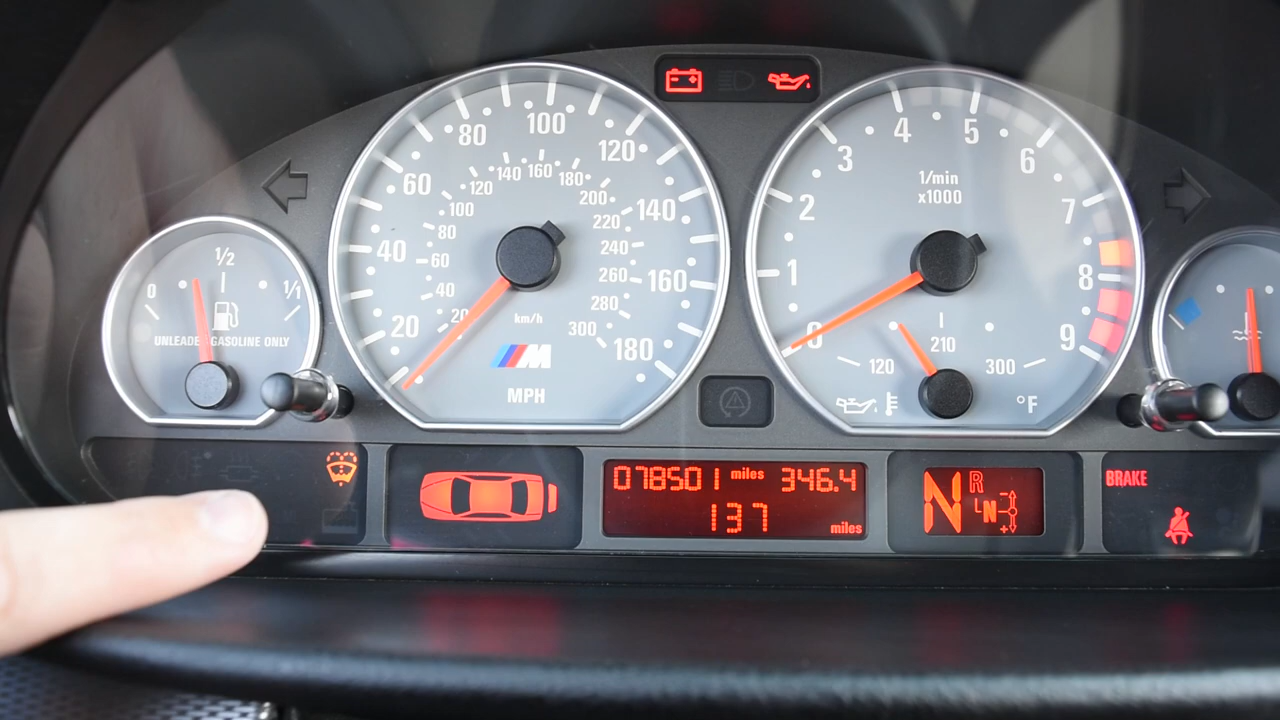 0 1/2 1/1
UNLEADED GASOLINE ONLY
20 40 60 80 100 120 140 160 180
20 40 60 80 100 120 140 160 180 200 220 240 260 280 300
km/h
M
MPH
0 1 2 3 4 5 6 7 8 9
1/min
x1000
120 210 300
°F
078501 miles 346.4
137 miles
N R
N
BRAKE